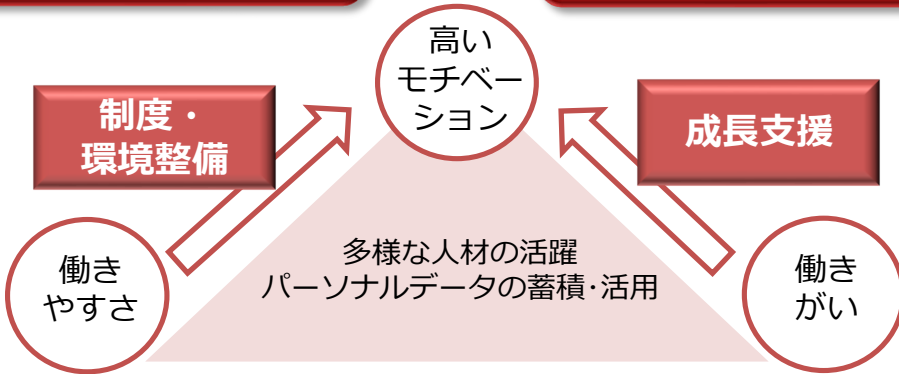 高い
モチベー
ション
制度・
環境整備
成長支援
多様な人材の活躍
パーソナルデータの蓄積・活用
働き
やすさ
働き
がい